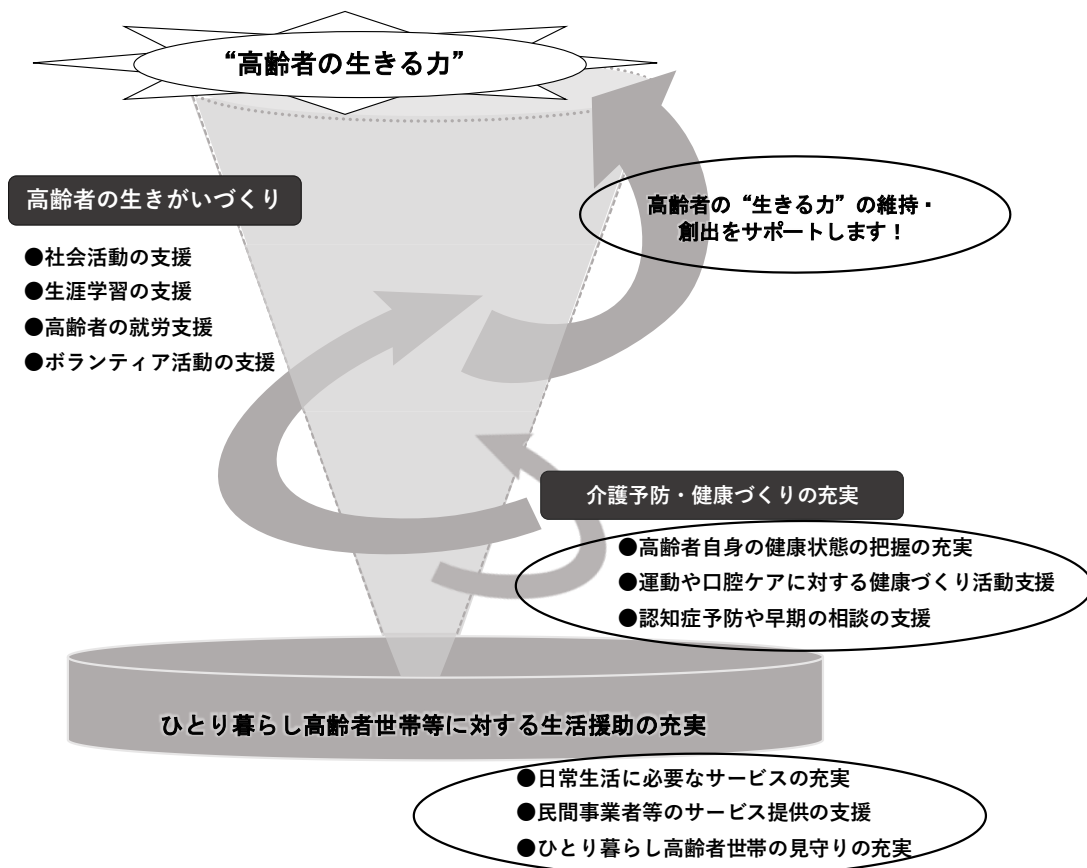 “高齢者の生きる力”
高齢者の生きがいづくり
●社会活動の支援
●生涯学習の支援
●高齢者の就労支援
●ボランティア活動の支援
高齢者の“生きる力”の維持・
創出をサポートします！
介護予防・健康づくりの充実
●高齢者自身の健康状態の把握の充実
●運動や口腔ケアに対する健康づくり活動支援
●認知症予防や早期の相談の支援
ひとり暮らし高齢者世帯等に対する生活援助の充実
●日常生活に必要なサービスの充実
●民間事業者等のサービス提供の支援
●ひとり暮らし高齢者世帯の見守りの充実